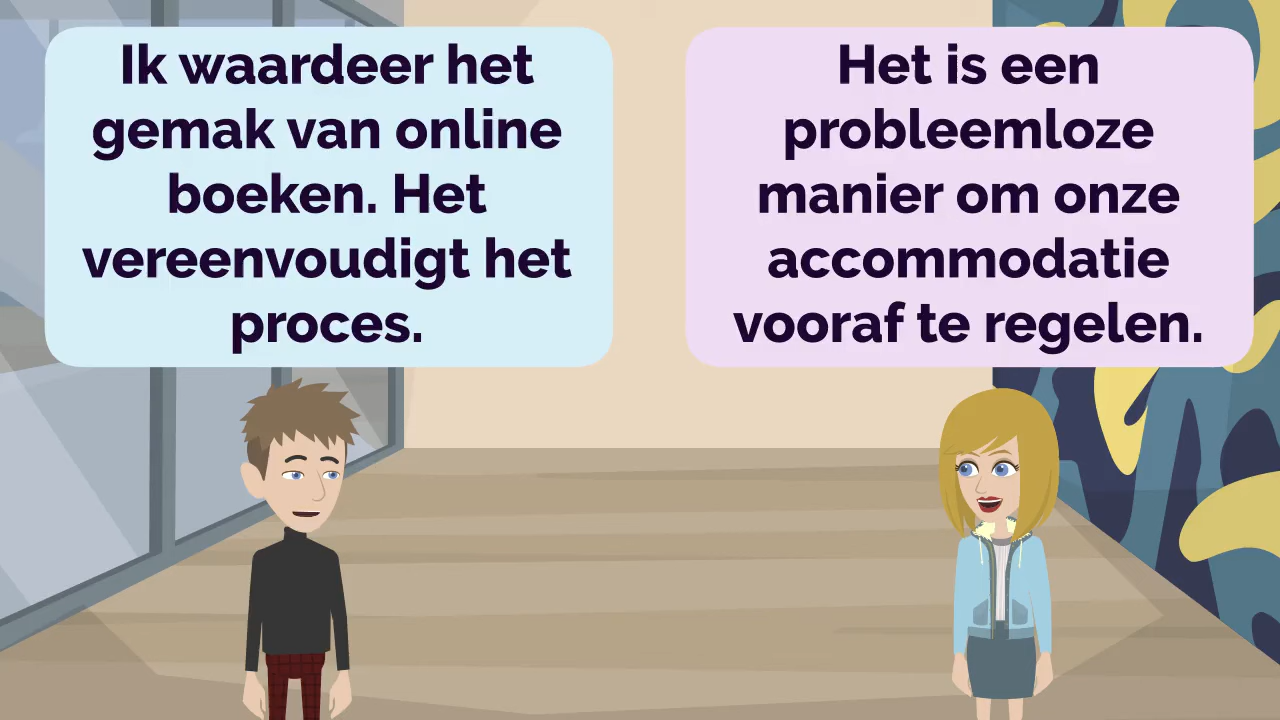 Ik waardeer het
gemak van online
boeken. Het
vereenvoudigt het
proces.
Het is een
probleemloze
manier om onze
accommodatie
vooraf te regelen.